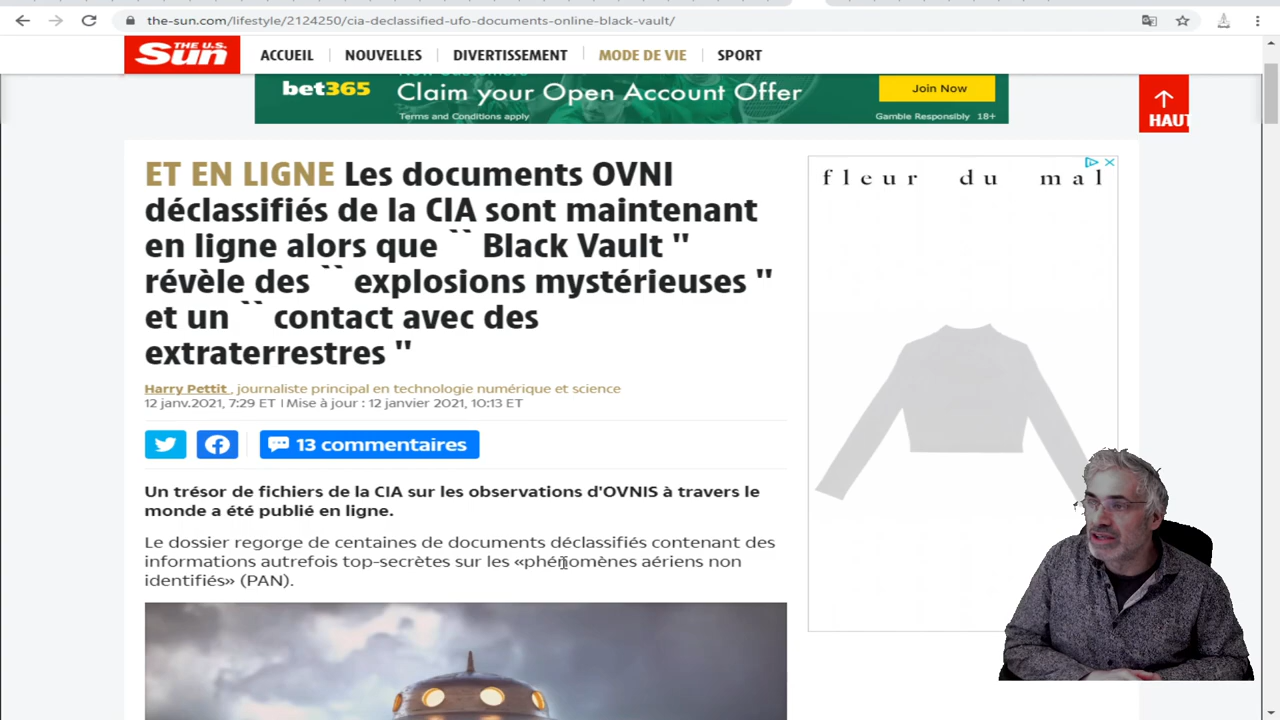 the-sun.com/lifestyle/2124250/cia-declassified-ufo-documents-online-black-vault/
THE U.S.
Sun
ACCUEIL
NOUVELLES
DIVERTISSEMENT
MODE DE VIE
SPORT
bet365
Claim your Open Account Offer
Terms and Conditions apply
Join Now
Gamble Responsibly 18+
HAUT
ET EN LIGNE Les documents OVNI
déclassifiés de la CIA sont maintenant
en ligne alors que `` Black Vault ''
révèle des `` explosions mystérieuses ''
et un `` contact avec des
extraterrestres ''
Harry Pettit , journaliste principal en technologie numérique et science
12 janv.2021, 7:29 ET | Mise à jour : 12 janvier 2021, 10:13 ET
13 commentaires
Un trésor de fichiers de la CIA sur les observations d'OVNIS à travers le
monde a été publié en ligne.
Le dossier regorge de centaines de documents déclassifiés contenant des
informations autrefois top-secrètes sur les «phénomènes aériens non
identifiés» (PAN).
fleur du mal